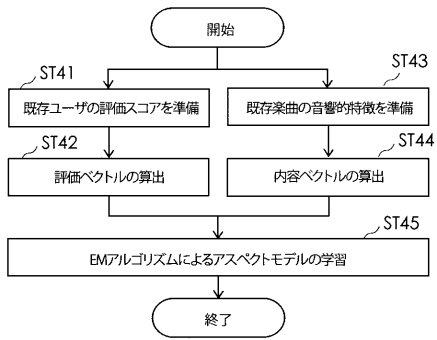 開始
ST41
既存ユーザの評価スコアを準備
ST43
既存楽曲の音響的特徴を準備
ST42
評価ベクトルの算出
ST44
内容ベクトルの算出
ST45
EMアルゴリズムによるアスペクトモデルの学習
終了